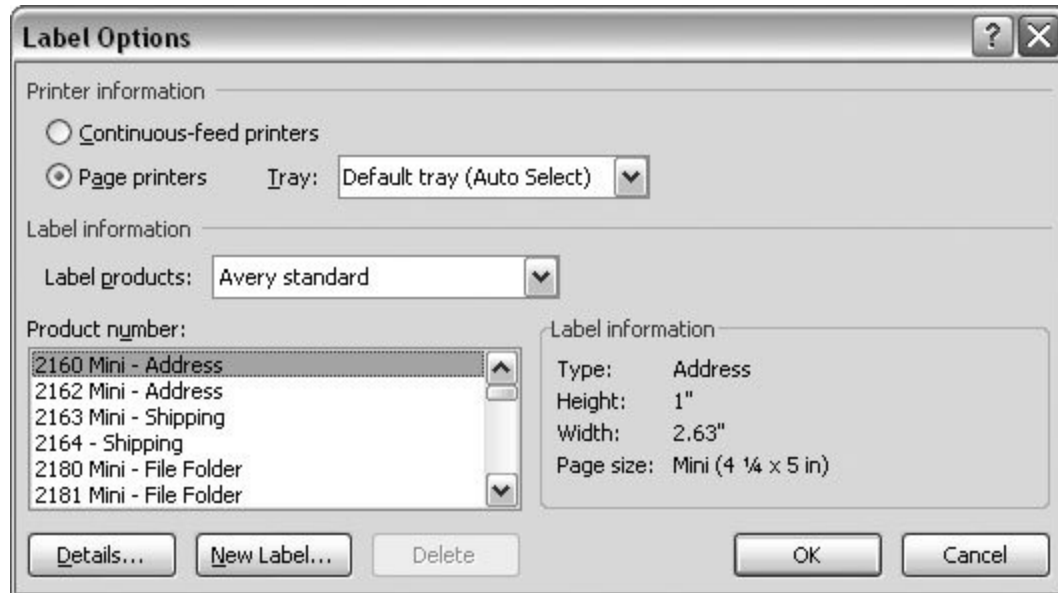 Label Options
Printer information
Continuous-feed printers
Page printers Tray: Default tray (Auto Select)
Label information
Label products: Avery standard
Product number:
2160 Mini - Address
2162 Mini - Address
2163 Mini - Shipping
2164 - Shipping
2180 Mini - File Folder
2181 Mini - File Folder
Label information
Type: Address
Height: 1"
Width: 2.63"
Page size: Mini (4 ¼ x 5 in)
Details... New Label... Delete OK Cancel